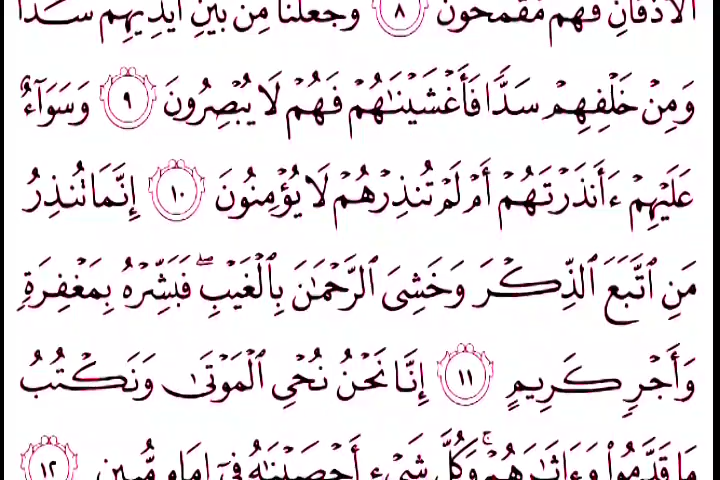 ٱلۡأَذۡقَانِ فَهُم مُّقۡمَحُونَ ٨ وَجَعَلۡنَا مِنۢ بَيۡنِ أَيۡدِيهِمۡ سَدّٗا
وَمِنۡ خَلۡفِهِمۡ سَدّٗا فَأَغۡشَيۡنَٰهُمۡ فَهُمۡ لَا يُبۡصِرُونَ ٩ وَسَوَآءٌ
عَلَيۡهِمۡ ءَأَنذَرۡتَهُمۡ أَمۡ لَمۡ تُنذِرۡهُمۡ لَا يُؤۡمِنُونَ ١٠ إِنَّمَا تُنذِرُ
مَنِ ٱتَّبَعَ ٱلذِّكۡرَ وَخَشِيَ ٱلرَّحۡمَٰنَ بِٱلۡغَيۡبِۖ فَبَشِّرۡهُ بِمَغۡفِرَةٖ
وَأَجۡرٖ كَرِيمٍ ١١ إِنَّا نَحۡنُ نُحۡيِ ٱلۡمَوۡتَىٰ وَنَكۡتُبُ
مَا قَدَّمُواْ وَءَاثَٰرَهُمۡۚ وَكُلَّ شَيۡءٍ أَحۡصَيۡنَٰهُ فِيٓ إِمَامٖ مُّبِينٖ ١٢